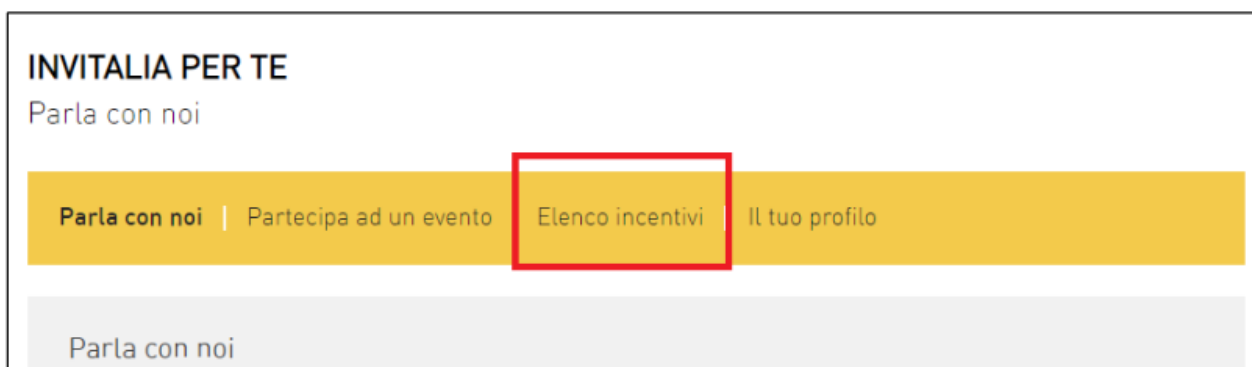 INVITALIA PER TE
Parla con noi
Parla con noi | Partecipa ad un evento Elenco incentivi | Il tuo profilo
Parla con noi